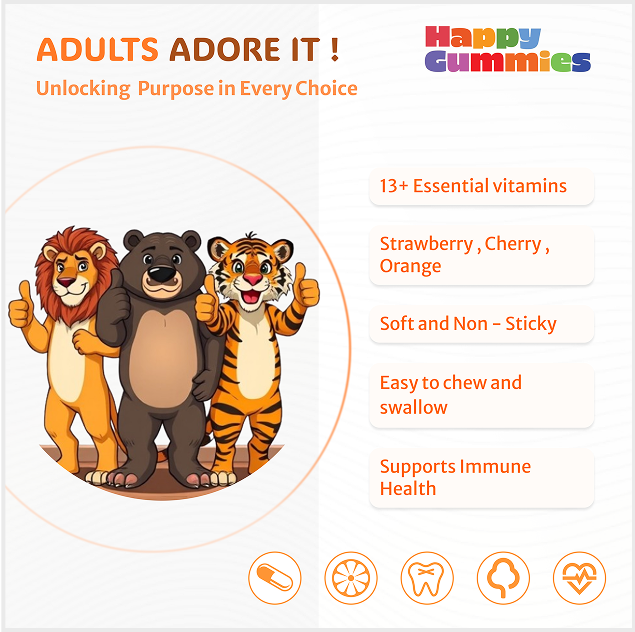 ADULTS ADORE IT !
Unlocking Purpose in Every Choice
Happy
Gummies
13+ Essential vitamins
Strawberry , Cherry ,
Orange
Soft and Non - Sticky
Easy to chew and
swallow
Supports Immune
Health